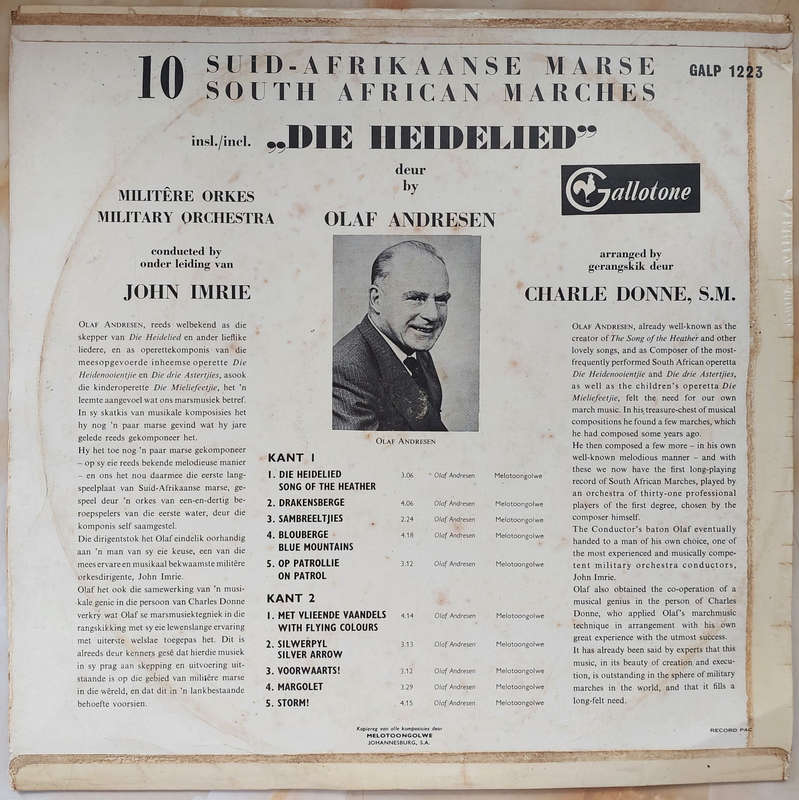 10 SUID-AFRIKAANSE MARSE
SOUTH AFRICAN MARCHES
GALP 1223
insl./incl. „DIE HEIDELIED”
deur
by
OLAF ANDRESEN
Gallotone
MILITÊRE ORKES
MILITARY ORCHESTRA
conducted by
onder leiding van
JOHN IMRIE
arranged by
gerangskik deur
CHARLE DONNE, S.M.
OLAF ANDRESEN, reeds welbekend as die
skepper van Die Heidelied en ander lieflike
liedere, en as operettekomponis van die
meesopgevoerde inheemse operette Die
Heidenooientjie en Die drie Astertjies, asook
die kinderoperette Die Mieliefeetjie, het 'n
leemte aangevoel wat ons marsmusiek betref.
In sy skatkis van musikale komposisies het
hy nog 'n paar marse gevind wat hy jare
gelede reeds gekomponeer het.
Hy het toe nog 'n paar marse gekomponeer
– op sy eie reeds bekende melodieuse manier
– en ons het nou daarmee die eerste lang-
speelplaat van Suid-Afrikaanse marse, ge-
speel deur 'n orkes van een-en-dertig be-
roepspelers van die eerste water, deur die
komponis self saamgestel.
Die dirigentstok het Olaf eindelik oorhandig
aan 'n man van sy eie keuse, een van die
mees ervare en musikaal bekwaamste militêre
orkesdirigente, John Imrie.
Olaf het ook die samewerking van 'n musi-
kale genie in die persoon van Charles Donne
verkry wat Olaf se marsmusiektegniek in die
rangskikking met sy eie lewenslange ervaring
met uiterste welslae toegepas het. Dit is
alreeds deur kenners gesê dat hierdie musiek
in sy prag aan skepping en uitvoering uit-
staande is op die gebied van militêre marse
in die wêreld, en dat dit in 'n lankbestaande
behoefte voorsien.
OLAF ANDRESEN
KANT 1
1. DIE HEIDELIED 3.06 Olaf Andresen Melotoongolwe
SONG OF THE HEATHER
2. DRAKENSBERGE 4.06 Olaf Andresen Melotoongolwe
3. SAMBREELTJIES 2.24 Olaf Andresen Melotoongolwe
4. BLOUBERGE 4.18 Olaf Andresen Melotoongolwe
BLUE MOUNTAINS
5. OP PATROLLIE 3.12 Olaf Andresen Melotoongolwe
ON PATROL
KANT 2
1. MET VLIEENDE VAANDELS 4.14 Olaf Andresen Melotoongolwe
WITH FLYING COLOURS
2. SILWERPYL 3.13 Olaf Andresen Melotoongolwe
SILVER ARROW
3. VOORWAARTS! 3.12 Olaf Andresen Melotoongolwe
4. MARGOLET 3.29 Olaf Andresen Melotoongolwe
5. STORM! 4.15 Olaf Andresen Melotoongolwe
OLAF ANDRESEN, already well-known as the
creator of The Song of the Heather and other
lovely songs, and as Composer of the most-
frequently performed South African operetta
Die Heidenooientjie and Die drie Astertjies,
as well as the children's operetta Die
Mieliefeetjie, felt the need for our own
march music. In his treasure-chest of musical
compositions he found a few marches, which
he had composed some years ago.
He then composed a few more – in his own
well-known melodious manner – and with
these we now have the first long-playing
record of South African Marches, played by
an orchestra of thirty-one professional
players of the first degree, chosen by the
composer himself.
The Conductor's baton Olaf eventually
handed to a man of his own choice, one of
the most experienced and musically compe-
tent military orchestra conductors,
John Imrie.
Olaf also obtained the co-operation of a
musical genius in the person of Charles
Donne, who applied Olaf's marchmusic
technique in arrangement with his own
great experience with the utmost success.
It has already been said by experts that this
music, in its beauty of creation and execu-
tion, is outstanding in the sphere of military
marches in the world, and that it fills a
long-felt need.
Kopiereg van alle komposisies deur
MELOTOONGOLWE
JOHANNESBURG, S.A.
RECORD PAC